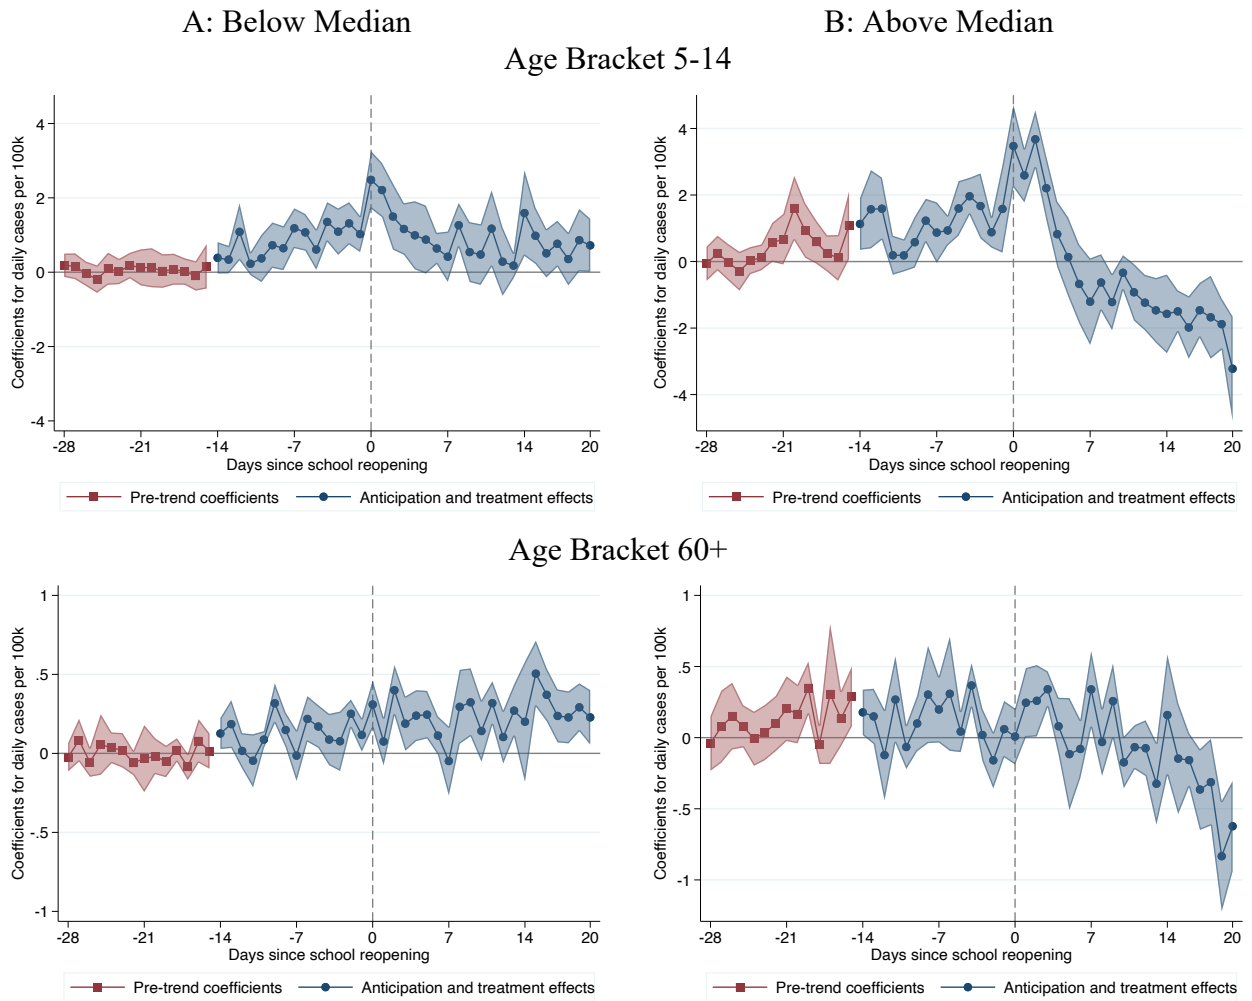 A: Below Median
B: Above Median
Age Bracket 5-14
Coefficients for daily cases per 100k
4
2
0
-2
-4
-28
-21
-14
-7
0
7
14
20
Days since school reopening
Pre-trend coefficients
Anticipation and treatment effects
Coefficients for daily cases per 100k
4
2
0
-2
-4
-28
-21
-14
-7
0
7
14
20
Days since school reopening
Pre-trend coefficients
Anticipation and treatment effects
Age Bracket 60+
Coefficients for daily cases per 100k
1
.5
0
-.5
-1
-28
-21
-14
-7
0
7
14
20
Days since school reopening
Pre-trend coefficients
Anticipation and treatment effects
Coefficients for daily cases per 100k
1
.5
0
-.5
-1
-28
-21
-14
-7
0
7
14
20
Days since school reopening
Pre-trend coefficients
Anticipation and treatment effects